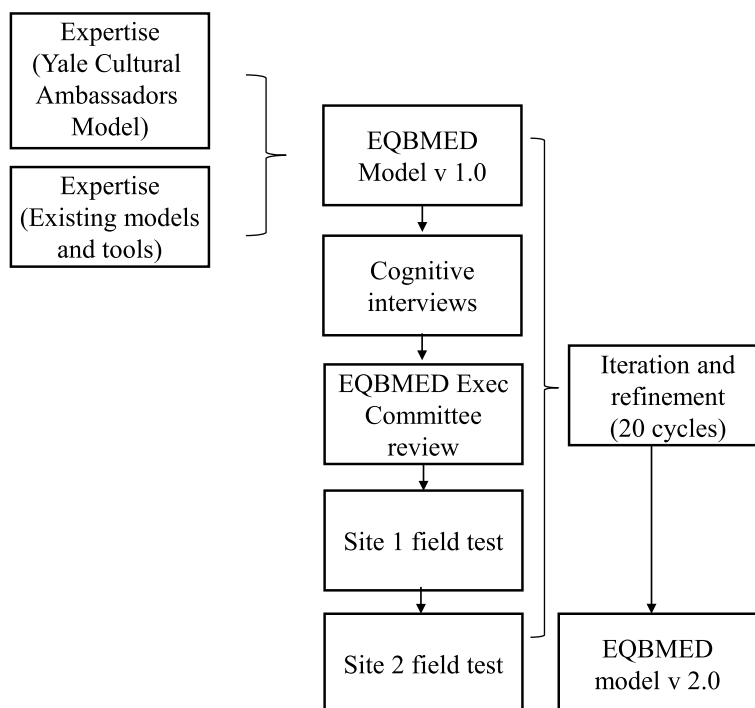 Expertise
(Yale Cultural
Ambassadors
Model)
Expertise
(Existing models
and tools)
EQBMED
Model v 1.0
Cognitive
interviews
EQBMED Exec
Committee
review
Site 1 field test
Site 2 field test
Iteration and
refinement
(20 cycles)
EQBMED
model v 2.0